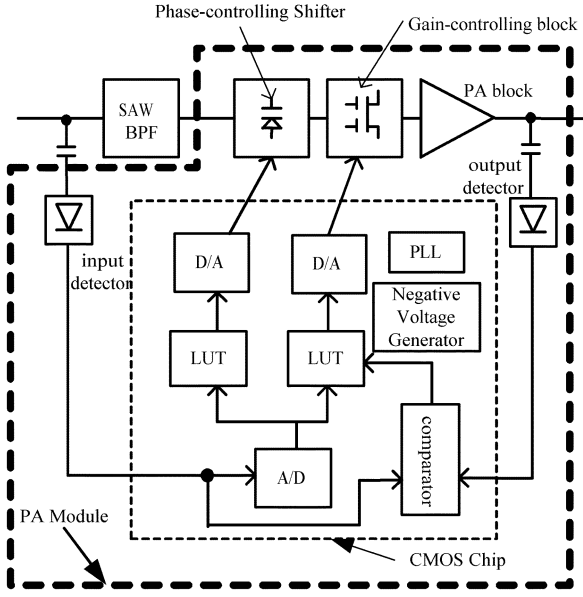 Phase-controlling Shifter
Gain-controlling block
SAW
BPF
PA block
output
detector
input
detector
D/A
D/A
PLL
Negative
Voltage
Generator
LUT
LUT
A/D
comparator
PA Module
CMOS Chip